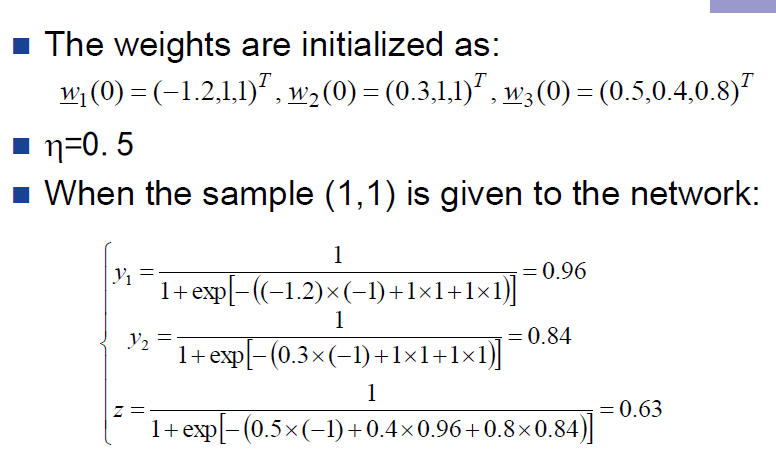 The weights are initialized as:
w₁(0) = (−1.2,1,1)ᵀ , w₂(0) = (0.3,1,1)ᵀ , w₃(0) = (0.5,0.4,0.8)ᵀ
η=0. 5
When the sample (1,1) is given to the network:
y₁ = 1 / 1+exp[−((−1.2)×(−1)+1×1+1×1)] = 0.96
y₂ = 1 / 1+exp[−(0.3×(−1)+1×1+1×1)] = 0.84
z = 1 / 1+exp[−(0.5×(−1)+0.4×0.96+0.8×0.84)] = 0.63